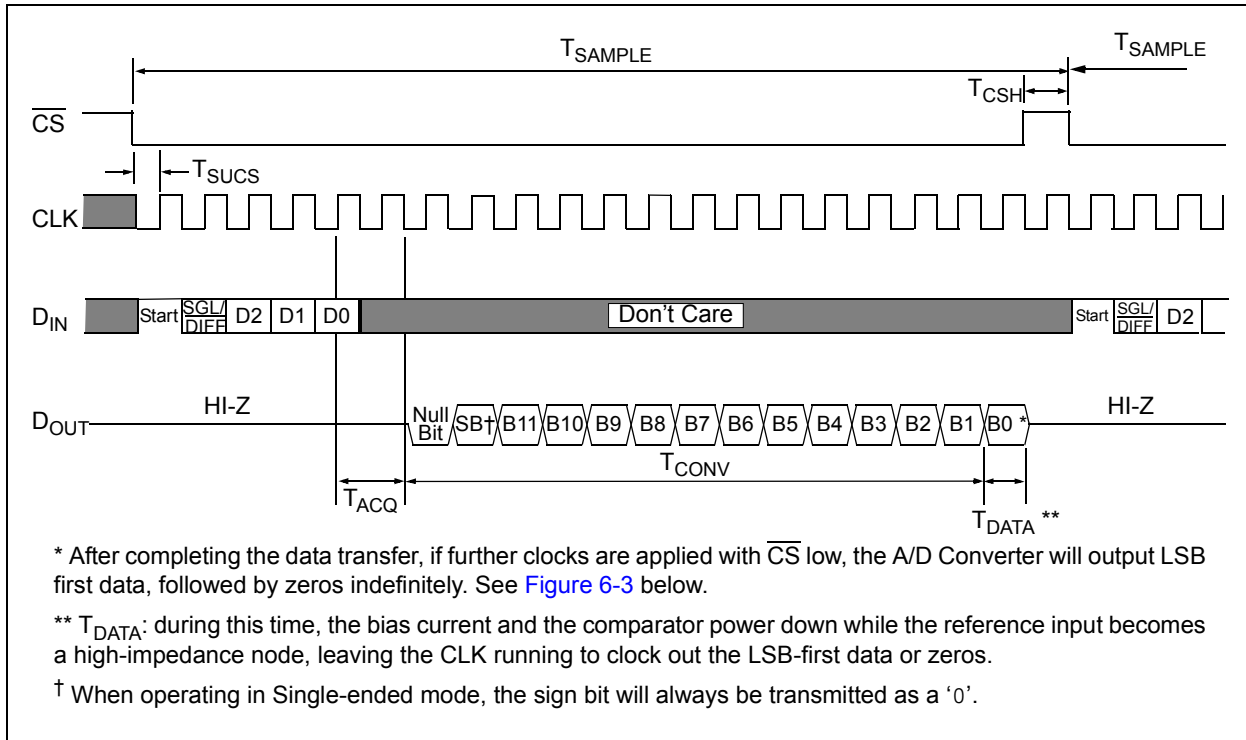 TSAMPLE
TSAMPLE
TCSH
CS
TSUCS
CLK
DIN
Start
SGL/
DIFF
D2
D1
D0
Don't Care
Start
SGL/
DIFF
D2
DOUT
HI-Z
Null
Bit
SB†
B11
B10
B9
B8
B7
B6
B5
B4
B3
B2
B1
B0 *
HI-Z
TCONV
TACQ
TDATA **
* After completing the data transfer, if further clocks are applied with CS low, the A/D Converter will output LSB
first data, followed by zeros indefinitely. See Figure 6-3 below.
** TDATA: during this time, the bias current and the comparator power down while the reference input becomes
a high-impedance node, leaving the CLK running to clock out the LSB-first data or zeros.
† When operating in Single-ended mode, the sign bit will always be transmitted as a ‘0’.